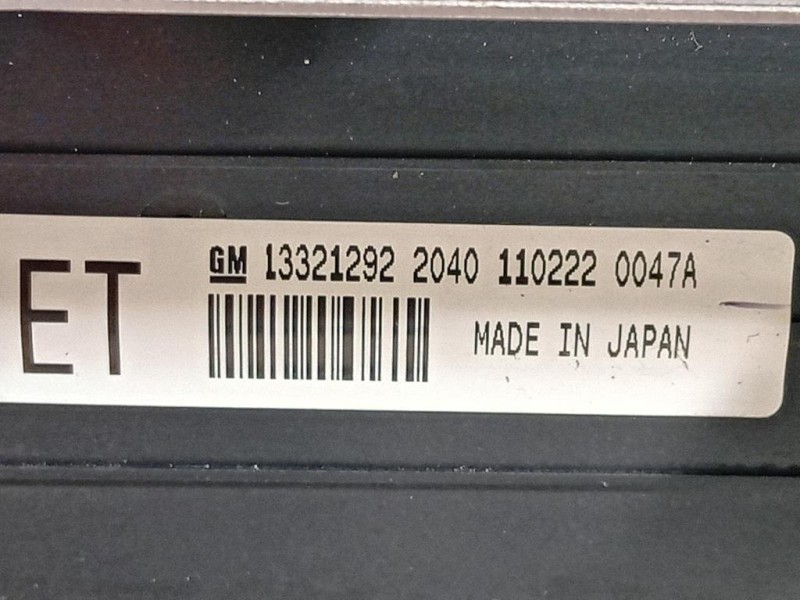 ET
GM 13321292 2040 110222 0047A
MADE IN JAPAN